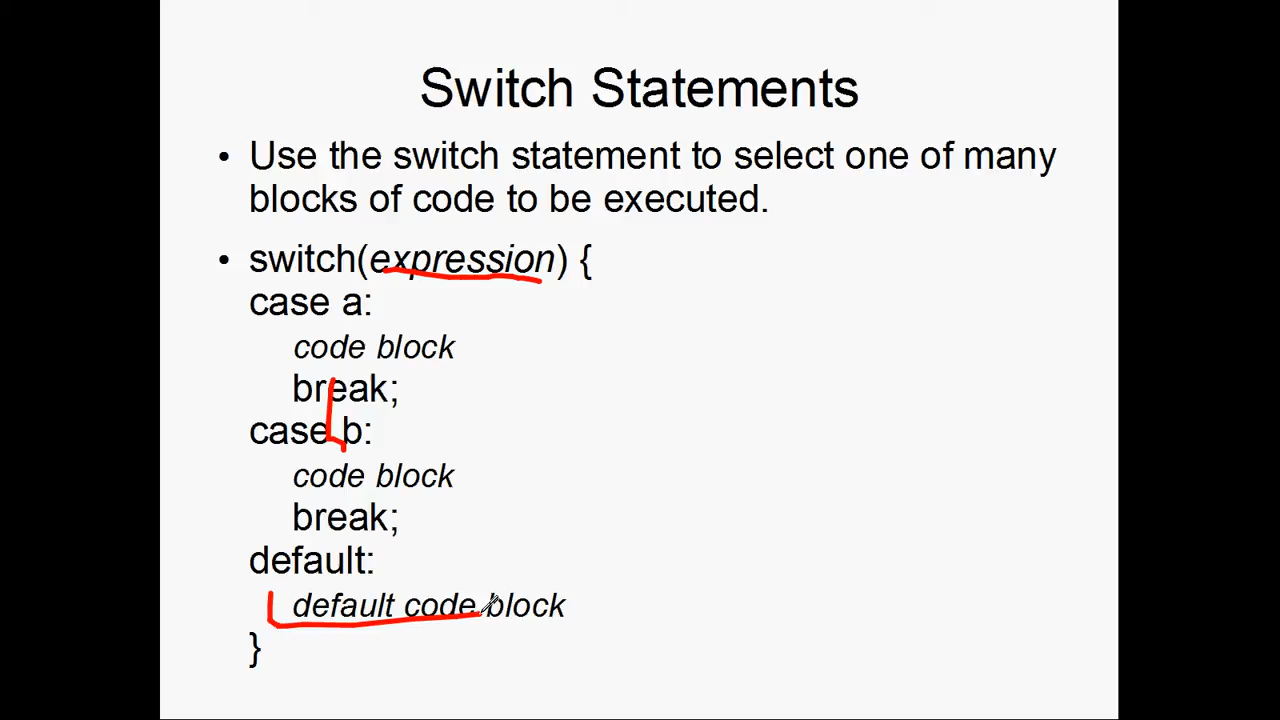 Switch Statements
• Use the switch statement to select one of many
blocks of code to be executed.
• switch(expression) {
case a:
code block
break;
case b:
code block
break;
default:
default code block
}